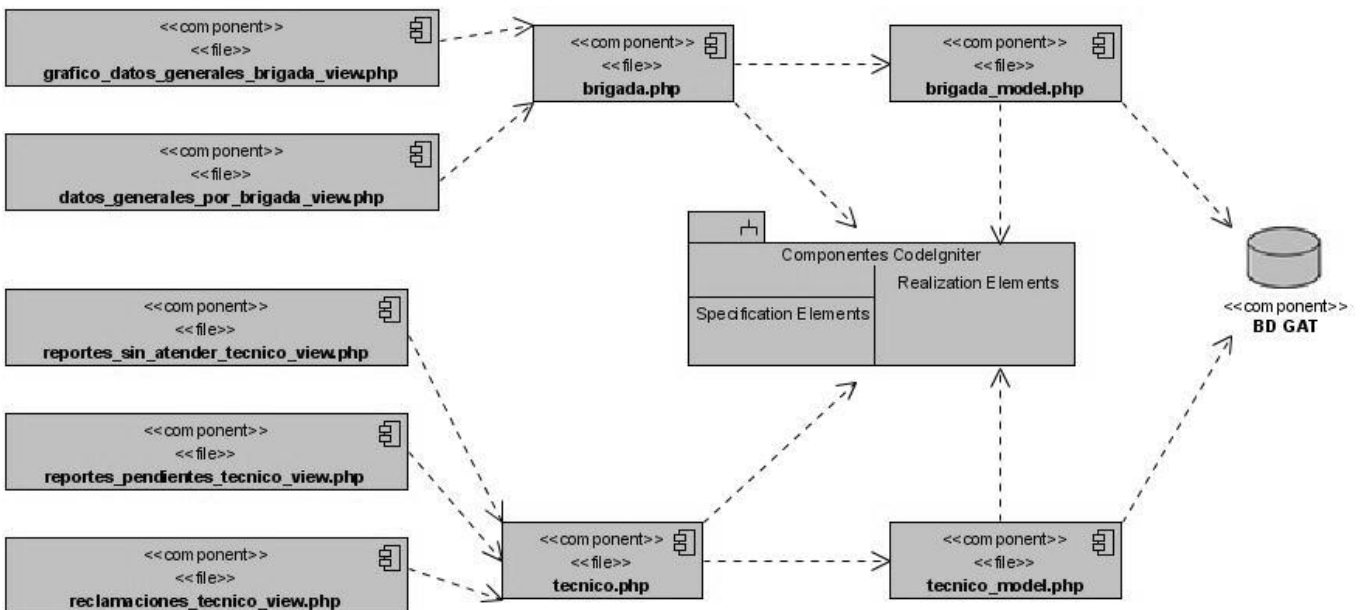 <<component>>
<<file>>
grafico_datos_generales_brigada_view.php
<<component>>
<<file>>
brigada.php
<<component>>
<<file>>
brigada_model.php
<<component>>
<<file>>
datos_generales_por_brigada_view.php
Componentes CodeIgniter
Specification Elements
Realization Elements
<<component>>
BD GAT
<<component>>
<<file>>
reportes_sin_atender_tecnico_view.php
<<component>>
<<file>>
reportes_pendientes_tecnico_view.php
<<component>>
<<file>>
reclamaciones_tecnico_view.php
<<component>>
<<file>>
tecnico.php
<<component>>
<<file>>
tecnico_model.php